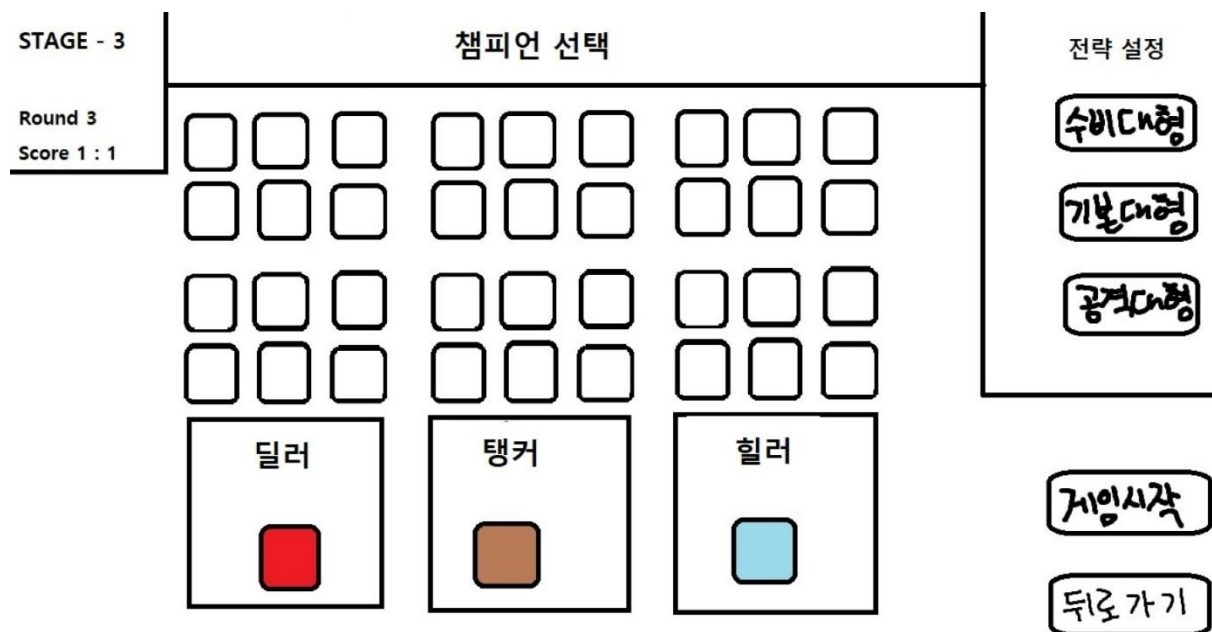 STAGE - 3
챔피언 선택
전략 설정
Round 3
Score 1 : 1
수비대형
기본대형
공격대형
딜러
탱커
힐러
게임시작
뒤로가기